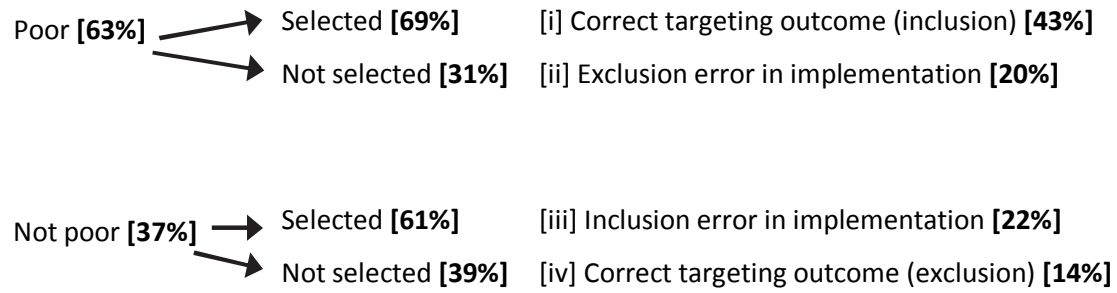 Poor [63%]
Selected [69%] [i] Correct targeting outcome (inclusion) [43%]
Not selected [31%] [ii] Exclusion error in implementation [20%]
Not poor [37%]
Selected [61%] [iii] Inclusion error in implementation [22%]
Not selected [39%] [iv] Correct targeting outcome (exclusion) [14%]